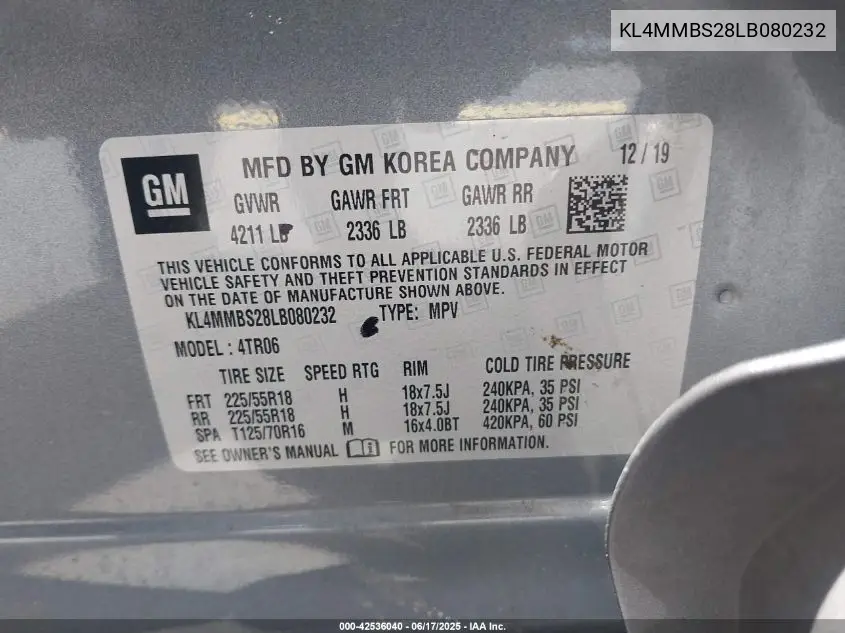 KL4MMBS28LB080232
GM
MFD BY GM KOREA COMPANY 12 / 19
GVWR GAWR FRT GAWR RR
4211 LB 2336 LB 2336 LB
THIS VEHICLE CONFORMS TO ALL APPLICABLE U.S. FEDERAL MOTOR
VEHICLE SAFETY AND THEFT PREVENTION STANDARDS IN EFFECT
ON THE DATE OF MANUFACTURE SHOWN ABOVE.
KL4MMBS28LB080232 TYPE: MPV
MODEL : 4TR06
TIRE SIZE SPEED RTG RIM COLD TIRE PRESSURE
FRT 225/55R18 H 18x7.5J 240KPA, 35 PSI
RR 225/55R18 H 18x7.5J 240KPA, 35 PSI
SPA T125/70R16 M 16x4.0BT 420KPA, 60 PSI
SEE OWNER'S MANUAL i FOR MORE INFORMATION.
000-42536040 - 06/17/2025 - IAA Inc.